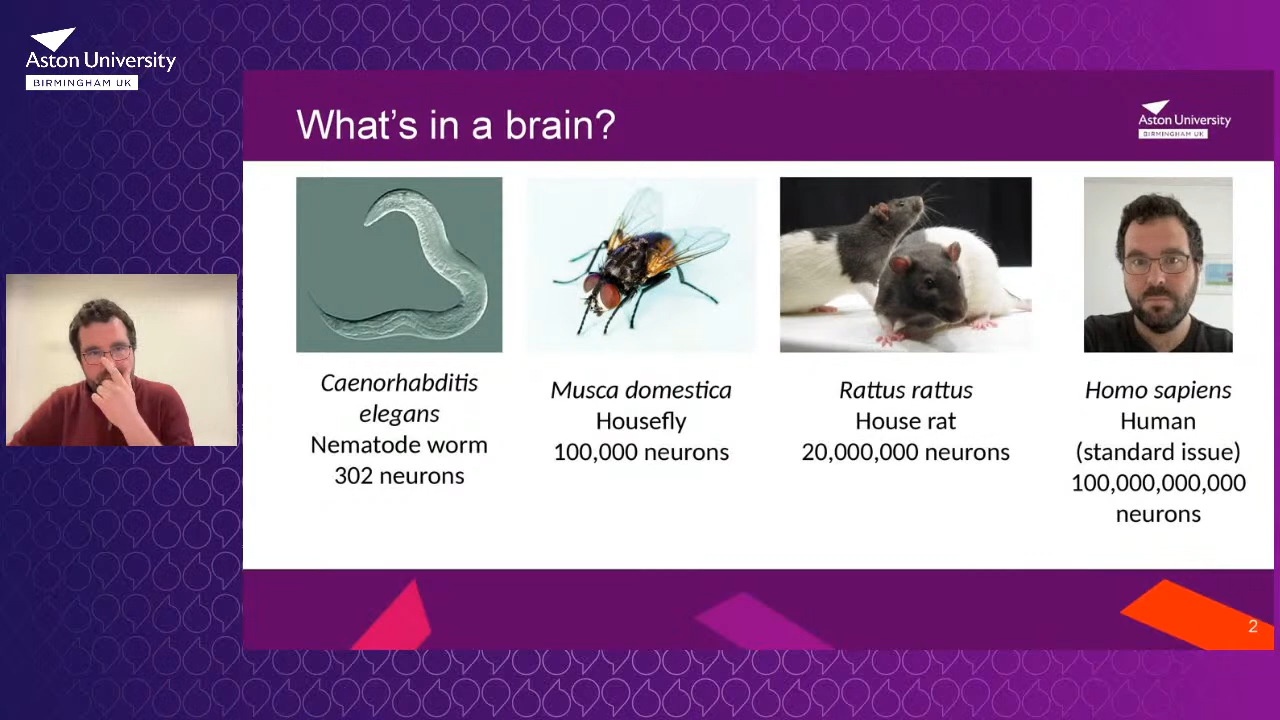 Aston University
BIRMINGHAM UK
What's in a brain?
Aston University
BIRMINGHAM UK
Caenorhabditis
elegans
Nematode worm
302 neurons
Musca domestica
Housefly
100,000 neurons
Rattus rattus
House rat
20,000,000 neurons
Homo sapiens
Human
(standard issue)
100,000,000,000
neurons
2